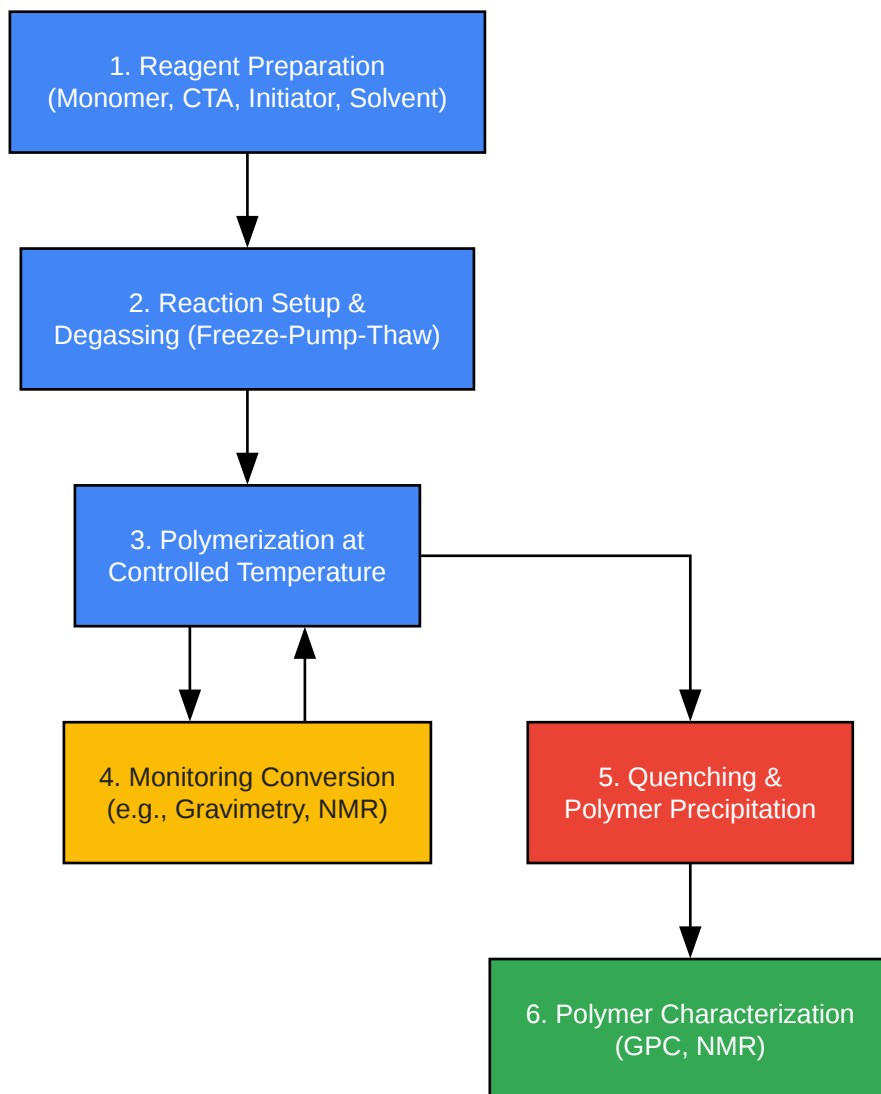 1. Reagent Preparation
(Monomer, CTA, Initiator, Solvent)
2. Reaction Setup &
Degassing (Freeze-Pump-Thaw)
3. Polymerization at
Controlled Temperature
4. Monitoring Conversion
(e.g., Gravimetry, NMR)
5. Quenching &
Polymer Precipitation
6. Polymer Characterization
(GPC, NMR)